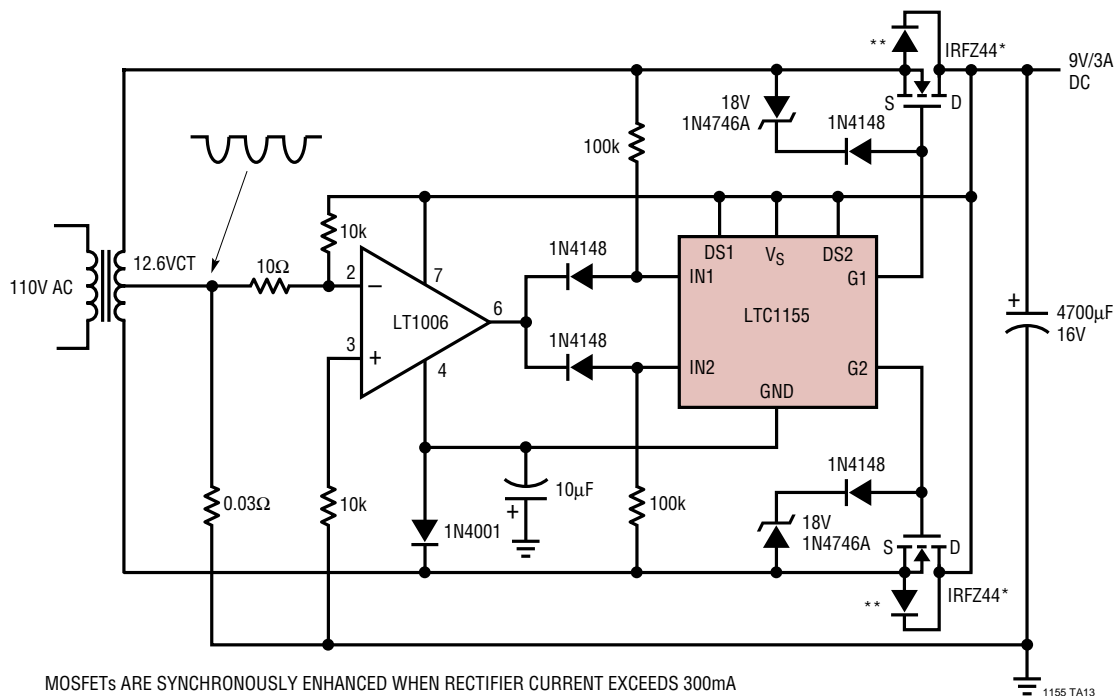 **
IRFZ44*
9V/3A
DC
S
D
18V
1N4746A
1N4148
100k
10k
DS1
VS
DS2
1N4148
12.6VCT
10Ω
2
7
IN1
G1
110V AC
–
LT1006
6
LTC1155
+
4700µF
16V
3
+
4
1N4148
IN2
G2
GND
0.03Ω
10k
10µF
+
1N4001
100k
1N4148
18V
1N4746A
S
D
**
IRFZ44*
MOSFETs ARE SYNCHRONOUSLY ENHANCED WHEN RECTIFIER CURRENT EXCEEDS 300mA
1155 TA13